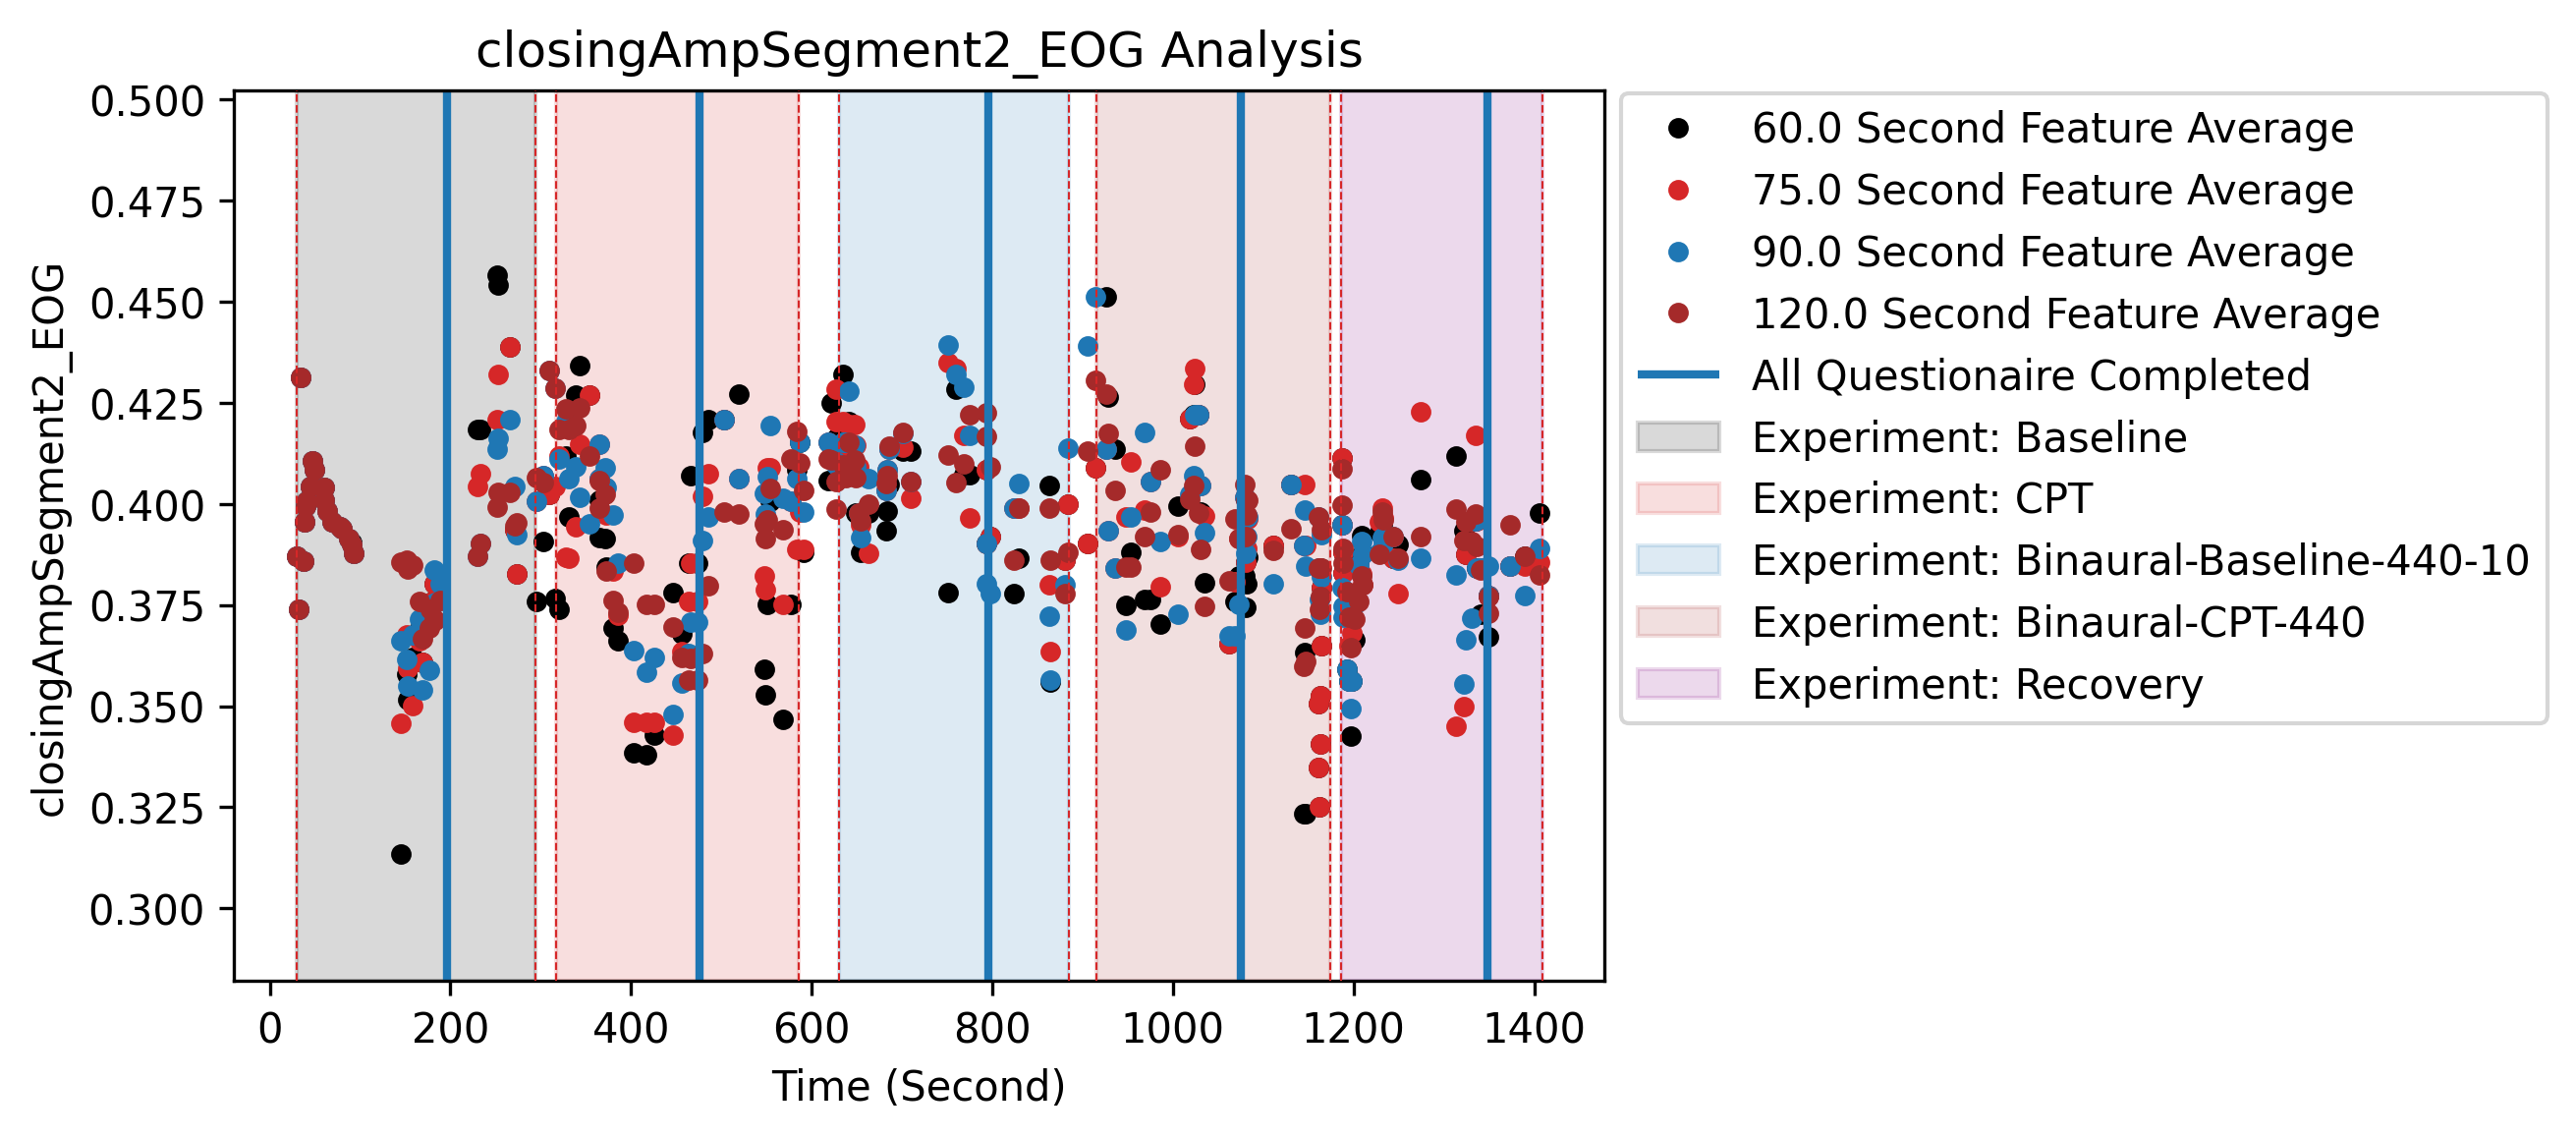 closingAmpSegment2_EOG Analysis
closingAmpSegment2_EOG
0.500
0.475
0.450
0.425
0.400
0.375
0.350
0.325
0.300
0 200 400 600 800 1000 1200 1400
Time (Second)
60.0 Second Feature Average
75.0 Second Feature Average
90.0 Second Feature Average
120.0 Second Feature Average
All Questionaire Completed
Experiment: Baseline
Experiment: CPT
Experiment: Binaural-Baseline-440-10
Experiment: Binaural-CPT-440
Experiment: Recovery